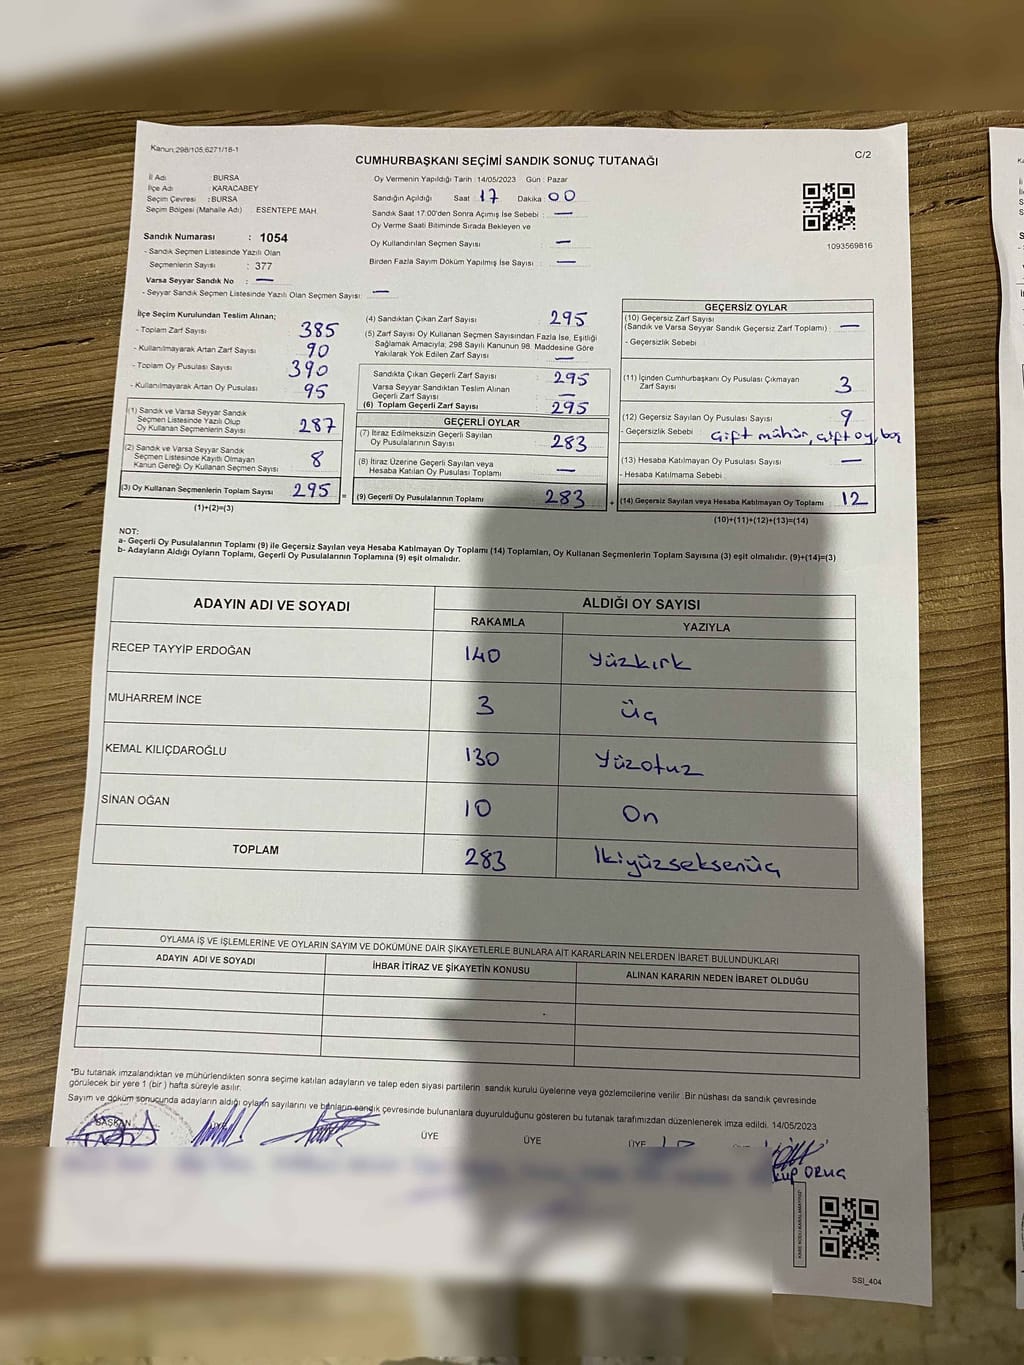 Kanun,298/105,6271/18-1
C/2
CUMHURBAŞKANI SEÇİMİ SANDIK SONUÇ TUTANAĞI
İl Adı : BURSA
İlçe Adı : KARACABEY
Seçim Çevresi : BURSA
Seçim Bölgesi (Mahalle Adı) ESENTEPE MAH.
Sandık Numarası : 1054
- Sandık Seçmen Listesinde Yazılı Olan
Seçmenlerin Sayısı : 377
Varsa Seyyar Sandık No : —
- Seyyar Sandık Seçmen Listesinde Yazılı Olan Seçmen Sayısı: —
Oy Vermenin Yapıldığı Tarih : 14/05/2023 Gün : Pazar
Sandığın Açıldığı Saat : 17 Dakika : 00
Sandık Saat 17:00'den Sonra Açımış İse Sebebi : —
Oy Verme Saati Bitiminde Sırada Bekleyen ve
Oy Kullandırılan Seçmen Sayısı : —
Birden Fazla Sayım Döküm Yapılmış İse Sayısı : —
1093569816
İlçe Seçim Kurulundan Teslim Alınan;
- Toplam Zarf Sayısı : 385
- Kullanılmayarak Artan Zarf Sayısı : 90
- Toplam Oy Pusulası Sayısı : 390
- Kullanılmayarak Artan Oy Pusulası : 95
(1) Sandık ve Varsa Seyyar Sandık
Seçmen Listesinde Yazılı Olup
Oy Kullanan Seçmenlerin Sayısı : 287
(2) Sandık ve Varsa Seyyar Sandık
Seçmen Listesinde Kayıtlı Olmayan
Kanun Gereği Oy Kullanan Seçmen Sayısı : 8
(3) Oy Kullanan Seçmenlerin Toplam Sayısı : 295 =
(1)+(2)=(3)
(4) Sandıktan Çıkan Zarf Sayısı : 295
(5) Zarf Sayısı Oy Kullanan Seçmen Sayısından Fazla İse, Eşitliği
Sağlamak Amacıyla; 298 Sayılı Kanunun 98. Maddesine Göre
Yakılarak Yok Edilen Zarf Sayısı : —
Sandıkta Çıkan Geçerli Zarf Sayısı : 295
Varsa Seyyar Sandıktan Teslim Alınan
Geçerli Zarf Sayısı : —
(6) Toplam Geçerli Zarf Sayısı : 295
GEÇERLİ OYLAR
(7) İtiraz Edilmeksizin Geçerli Sayılan
Oy Pusulalarının Sayısı : 283
(8) İtiraz Üzerine Geçerli Sayılan veya
Hesaba Katılan Oy Pusulası Toplamı : —
(9) Geçerli Oy Pusulalarının Toplamı : 283 +
GEÇERSİZ OYLAR
(10) Geçersiz Zarf Sayısı
(Sandık ve Varsa Seyyar Sandık Geçersiz Zarf Toplamı) : —
- Geçersizlik Sebebi :
(11) İçinden Cumhurbaşkanı Oy Pusulası Çıkmayan
Zarf Sayısı : 3
(12) Geçersiz Sayılan Oy Pusulası Sayısı : 9
- Geçersizlik Sebebi : Çift mühür, çift oy, boş
(13) Hesaba Katılmayan Oy Pusulası Sayısı : —
- Hesaba Katılmama Sebebi :
(14) Geçersiz Sayılan veya Hesaba Katılmayan Oy Toplamı : 12
(10)+(11)+(12)+(13)=(14)
NOT:
a- Geçerli Oy Pusulalarının Toplamı (9) ile Geçersiz Sayılan veya Hesaba Katılmayan Oy Toplamı (14) Toplamları, Oy Kullanan Seçmenlerin Toplam Sayısına (3) eşit olmalıdır. (9)+(14)=(3)
b- Adayların Aldığı Oyların Toplamı, Geçerli Oy Pusulalarının Toplamına (9) eşit olmalıdır.
ADAYIN ADI VE SOYADI ALDIĞI OY SAYISI
RAKAMLA YAZIYLA
RECEP TAYYİP ERDOĞAN 140 Yüzkırk
MUHARREM İNCE 3 Üç
KEMAL KILIÇDAROĞLU 130 Yüzotuz
SİNAN OĞAN 10 On
TOPLAM 283 İkiyüzseksenüç
OYLAMA İŞ VE İŞLEMLERİNE VE OYLARIN SAYIM VE DÖKÜMÜNE DAİR ŞİKAYETLERLE BUNLARA AİT KARARLARIN NELERDEN İBARET BULUNDUKLARI
ADAYIN ADI VE SOYADI İHBAR İTİRAZ VE ŞİKAYETİN KONUSU ALINAN KARARIN NEDEN İBARET OLDUĞU
*Bu tutanak imzalandıktan ve mühürlendikten sonra seçime katılan adayların ve talep eden siyasi partilerin sandık kurulu üyelerine veya gözlemcilerine verilir. Bir nüshası da sandık çevresinde
görülecek bir yere 1 (bir ) hafta süreyle asılır.
Sayım ve döküm sonucunda adayların aldığı oyların sayılarını ve bunların sandık çevresinde bulunanlara duyurulduğunu gösteren bu tutanak tarafımızdan düzenlenerek imza edildi. 14/05/2023
BAŞKAN ÜYE ÜYE ÜYE ÜYE
SSI_404